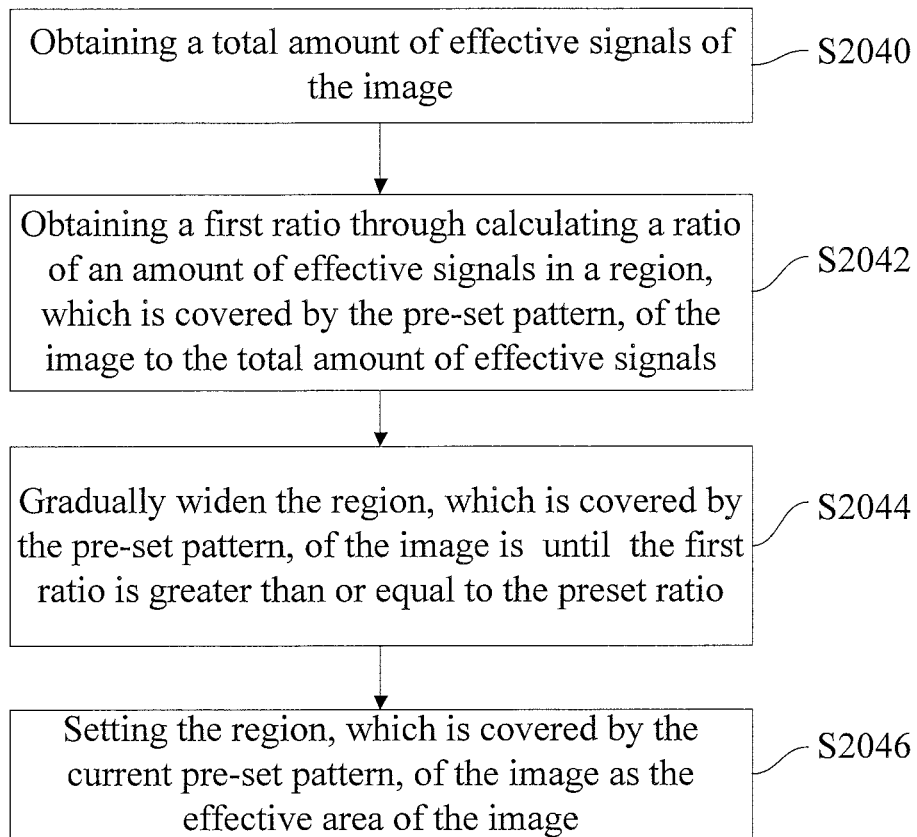 Obtaining a total amount of effective signals of
the image
S2040
Obtaining a first ratio through calculating a ratio
of an amount of effective signals in a region,
which is covered by the pre-set pattern, of the
image to the total amount of effective signals
S2042
Gradually widen the region, which is covered by
the pre-set pattern, of the image is until the first
ratio is greater than or equal to the preset ratio
S2044
Setting the region, which is covered by the
current pre-set pattern, of the image as the
effective area of the image
S2046